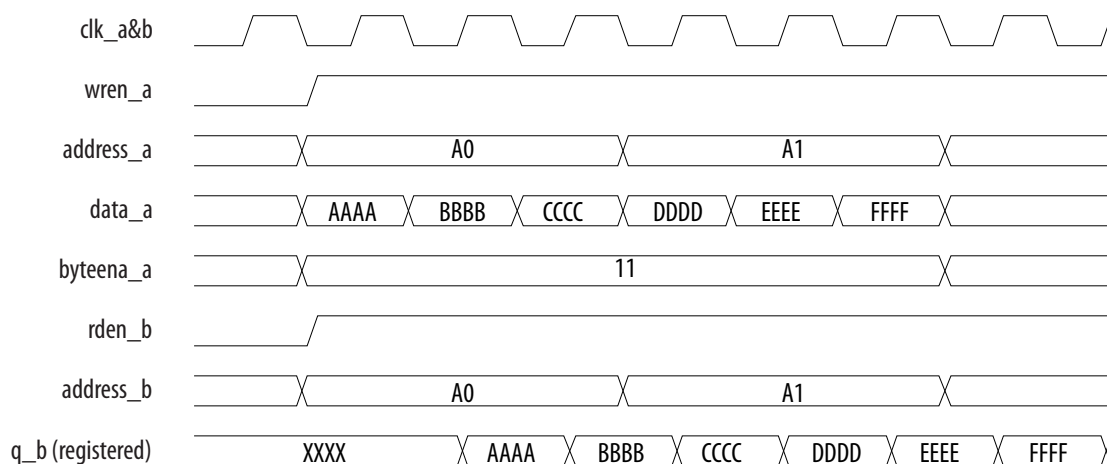 clk_a&b
wren_a
address_a A0 A1
data_a AAAA BBBB CCCC DDDD EEEE FFFF
byteena_a 11
rden_b
address_b A0 A1
q_b (registered) XXXX AAAA BBBB CCCC DDDD EEEE FFFF